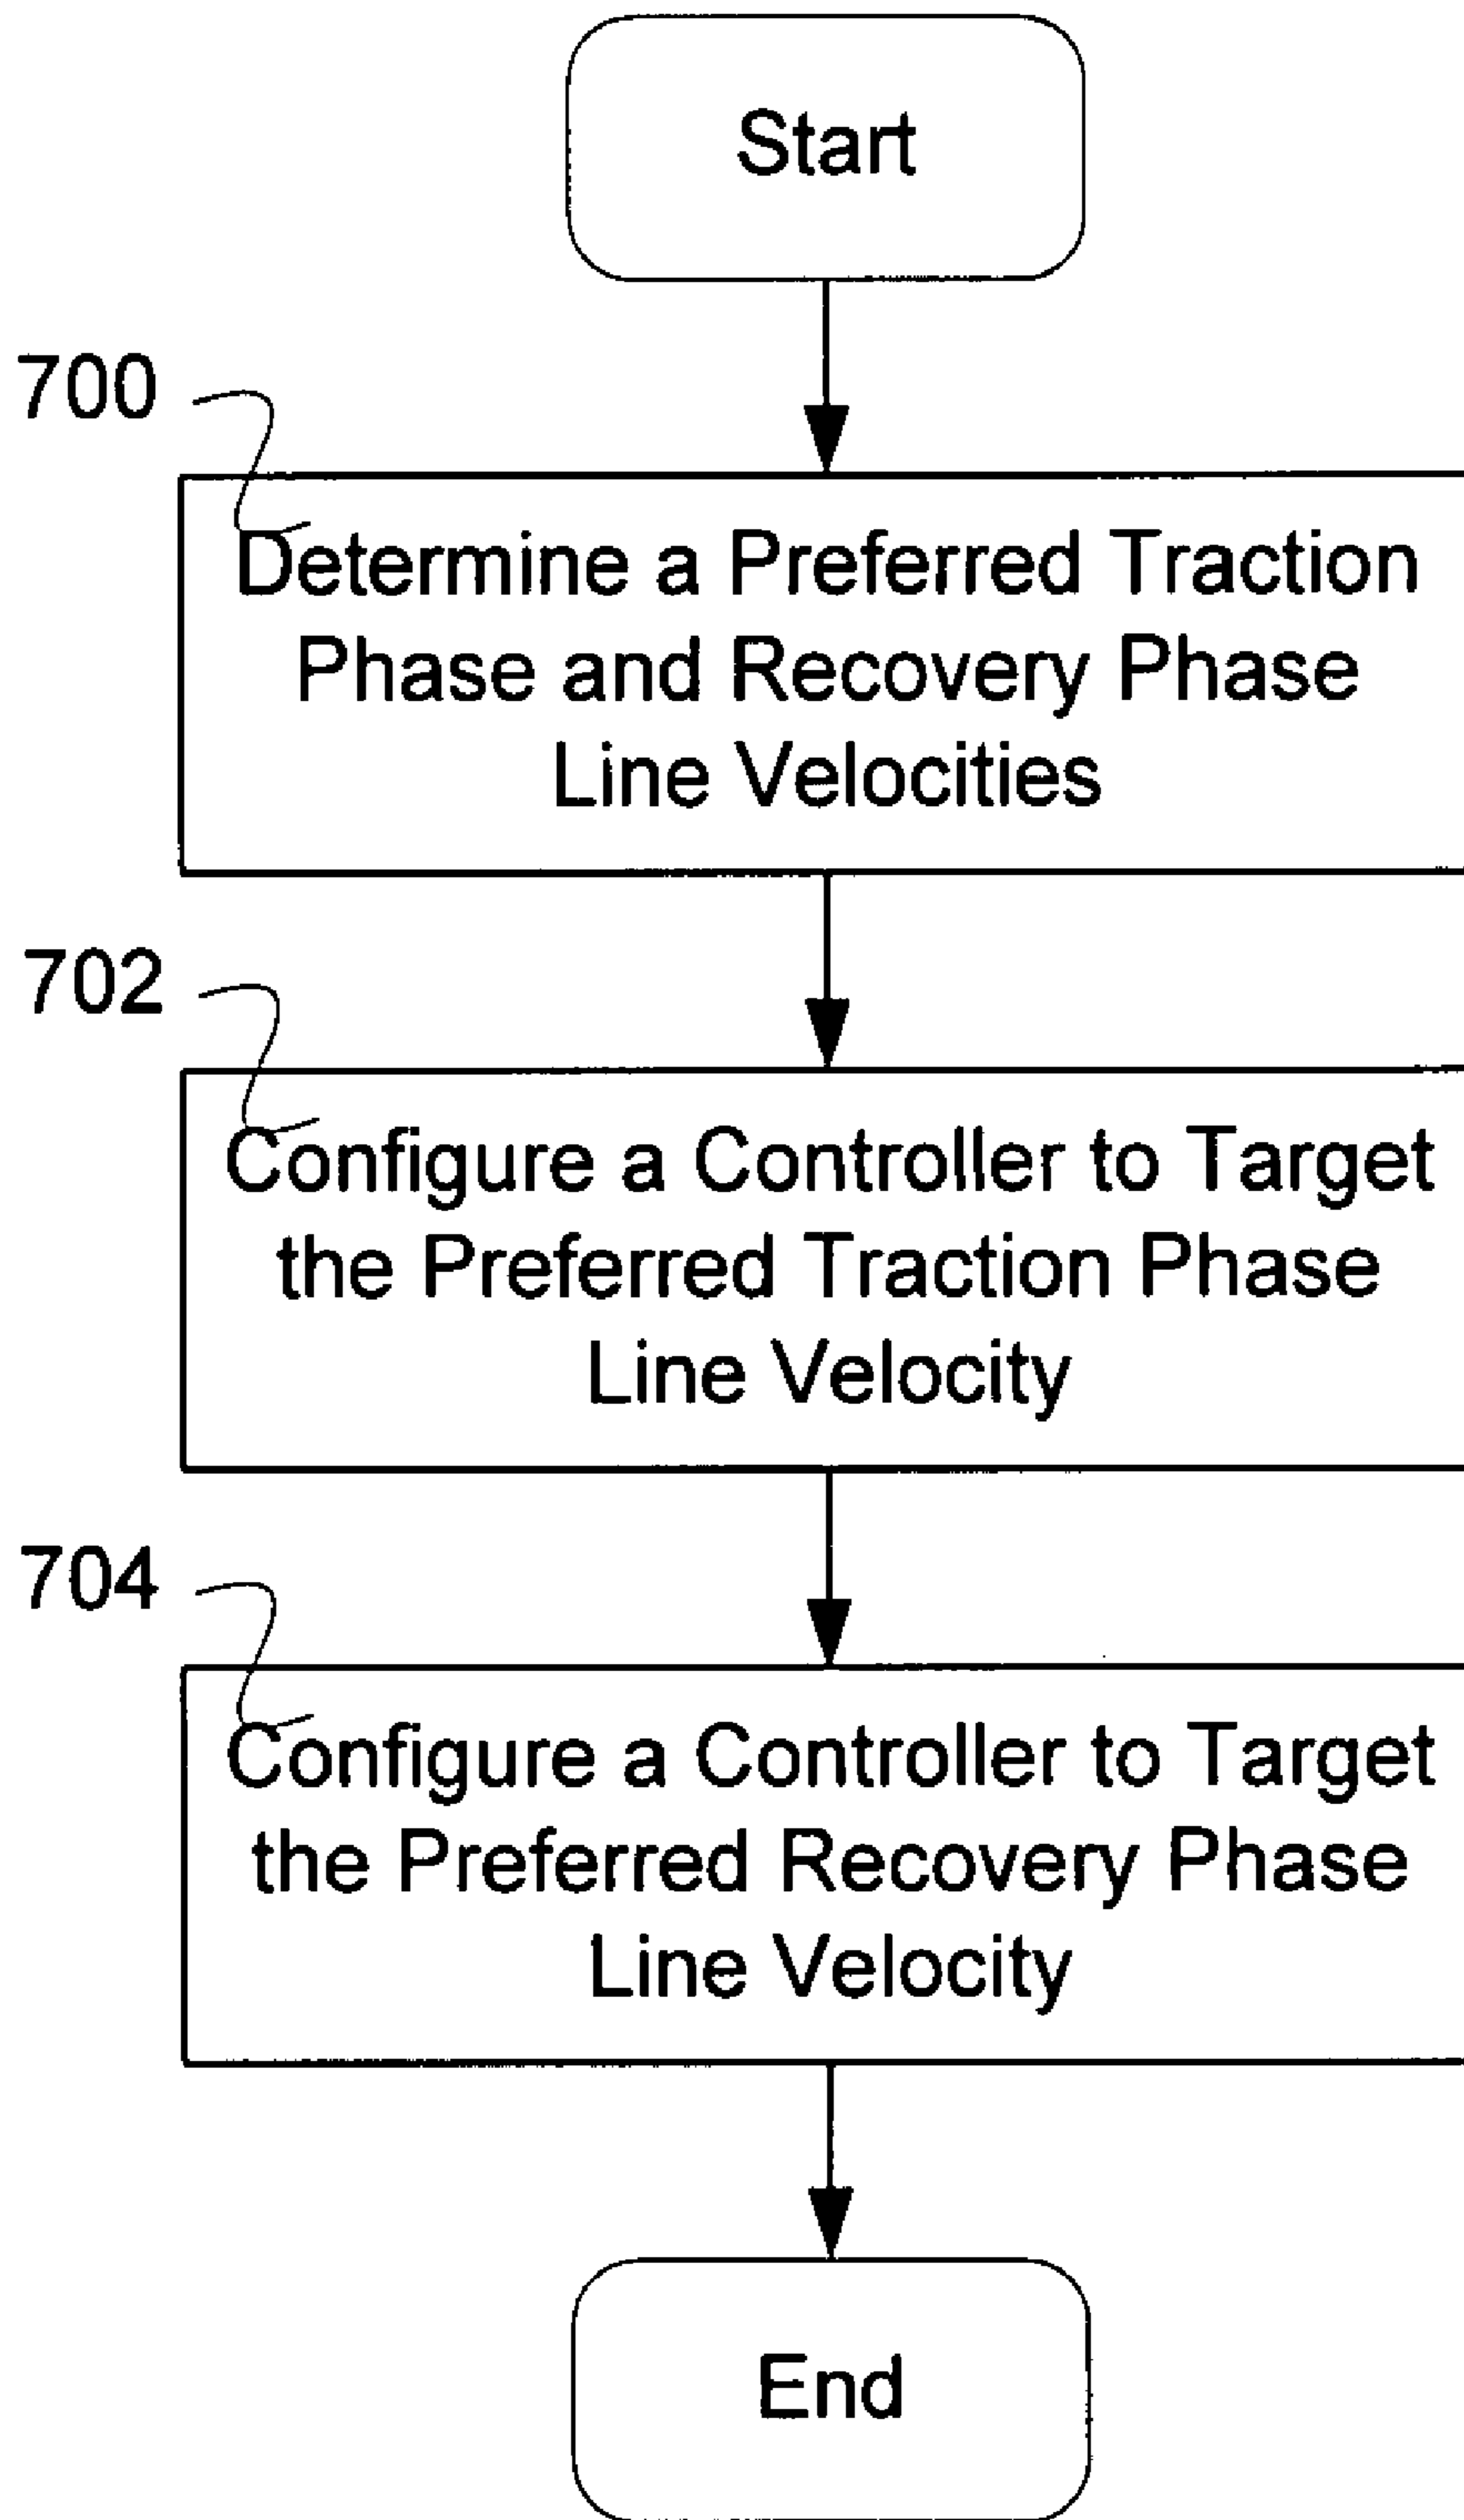 Start
700
Determine a Preferred Traction
Phase and Recovery Phase
Line Velocities
702
Configure a Controller to Target
the Preferred Traction Phase
Line Velocity
704
Configure a Controller to Target
the Preferred Recovery Phase
Line Velocity
End